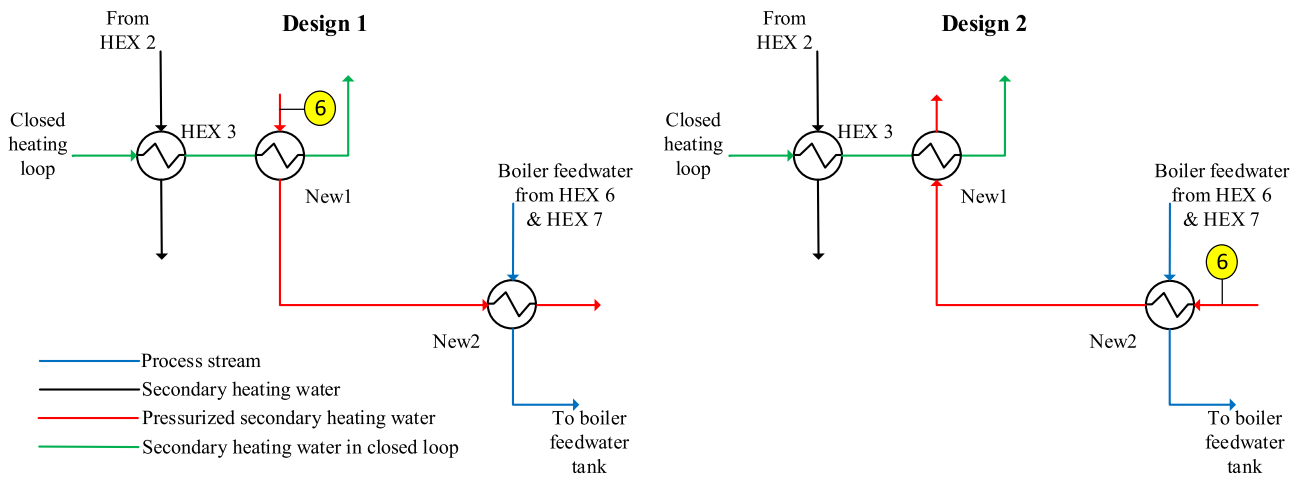 Design 1
From
HEX 2
Closed
heating
loop
HEX 3
6
New1
Boiler feedwater
from HEX 6
& HEX 7
New2
To boiler
feedwater
tank
Process stream
Secondary heating water
Pressurized secondary heating water
Secondary heating water in closed loop
Design 2
From
HEX 2
Closed
heating
loop
HEX 3
New1
Boiler feedwater
from HEX 6
& HEX 7
6
New2
To boiler
feedwater
tank